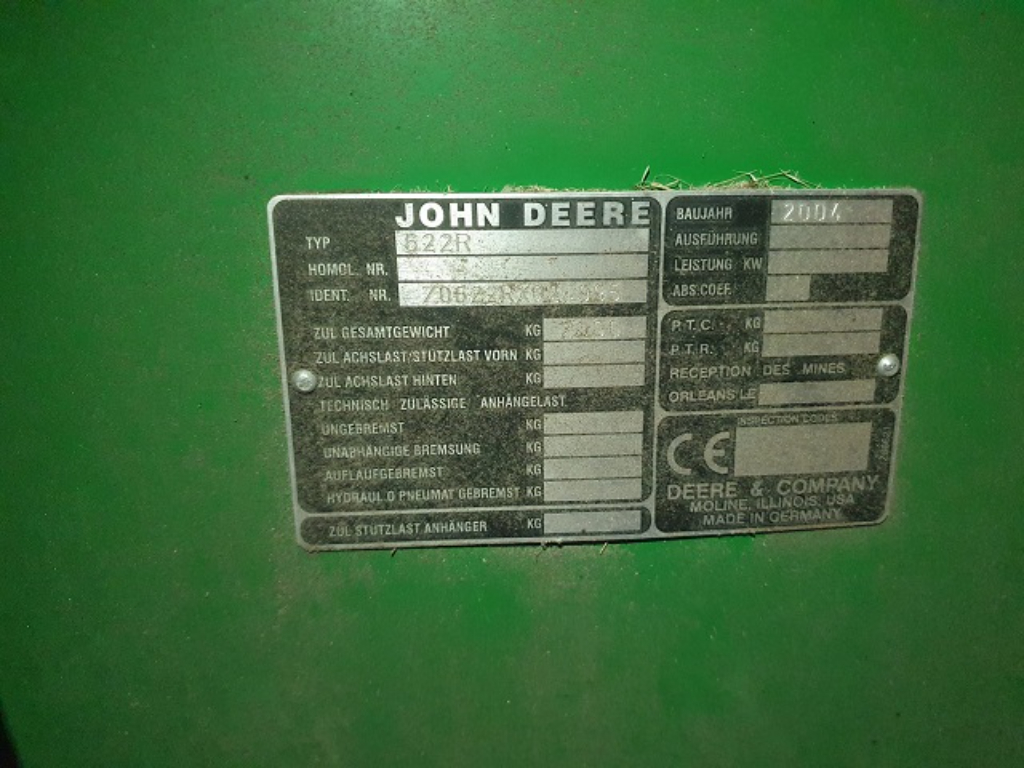 JOHN DEERE
TYP 622R
HOMOL. NR.
IDENT. NR.
ZUL GESAMTGEWICHT KG
ZUL ACHSLAST/STÜTZLAST VORN KG
ZUL ACHSLAST HINTEN KG
TECHNISCH ZULÄSSIGE ANHÄNGELAST
UNGEBREMST KG
UNABHÄNGIGE BREMSUNG KG
AUFLAUFGEBREMST KG
HYDRAUL.O PNEUMAT GEBREMST KG
ZUL STÜTZLAST ANHÄNGER KG
BAUJAHR 2004
AUSFÜHRUNG
LEISTUNG KW
ABS.COEF.
P.T.C. KG
P.T.R. KG
RECEPTION DES MINES
ORLEANS LE
INSPECTION CODES
CE
DEERE & COMPANY
MOLINE, ILLINOIS, USA
MADE IN GERMANY